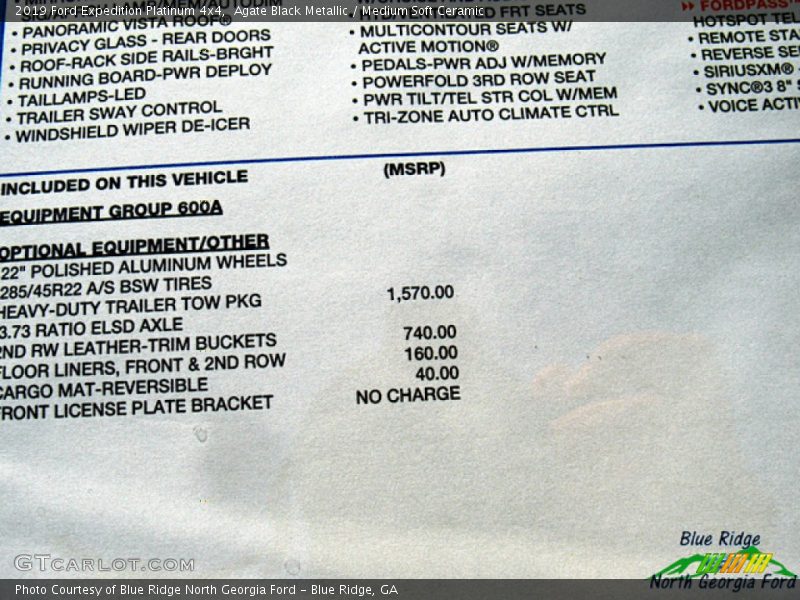 2019 Ford Expedition Platinum 4x4, Agate Black Metallic / Medium Soft Ceramic
• PANORAMIC VISTA ROOF®
• PRIVACY GLASS - REAR DOORS
• ROOF-RACK SIDE RAILS-BRGHT
• RUNNING BOARD-PWR DEPLOY
• TAILLAMPS-LED
• TRAILER SWAY CONTROL
• WINDSHIELD WIPER DE-ICER
FRT SEATS
• MULTICONTOUR SEATS W/
ACTIVE MOTION®
• PEDALS-PWR ADJ W/MEMORY
• POWERFOLD 3RD ROW SEAT
• PWR TILT/TEL STR COL W/MEM
• TRI-ZONE AUTO CLIMATE CTRL
FORDPASS
HOTSPOT TEL
• REMOTE STA
• REVERSE SE
• SIRIUSXM®
• SYNC®3 8"
• VOICE ACTI
INCLUDED ON THIS VEHICLE (MSRP)
EQUIPMENT GROUP 600A
OPTIONAL EQUIPMENT/OTHER
22" POLISHED ALUMINUM WHEELS
285/45R22 A/S BSW TIRES
HEAVY-DUTY TRAILER TOW PKG 1,570.00
3.73 RATIO ELSD AXLE
2ND RW LEATHER-TRIM BUCKETS 740.00
FLOOR LINERS, FRONT & 2ND ROW 160.00
CARGO MAT-REVERSIBLE 40.00
FRONT LICENSE PLATE BRACKET NO CHARGE
GTCARLOT.COM
Blue Ridge
North Georgia Ford
Photo Courtesy of Blue Ridge North Georgia Ford - Blue Ridge, GA